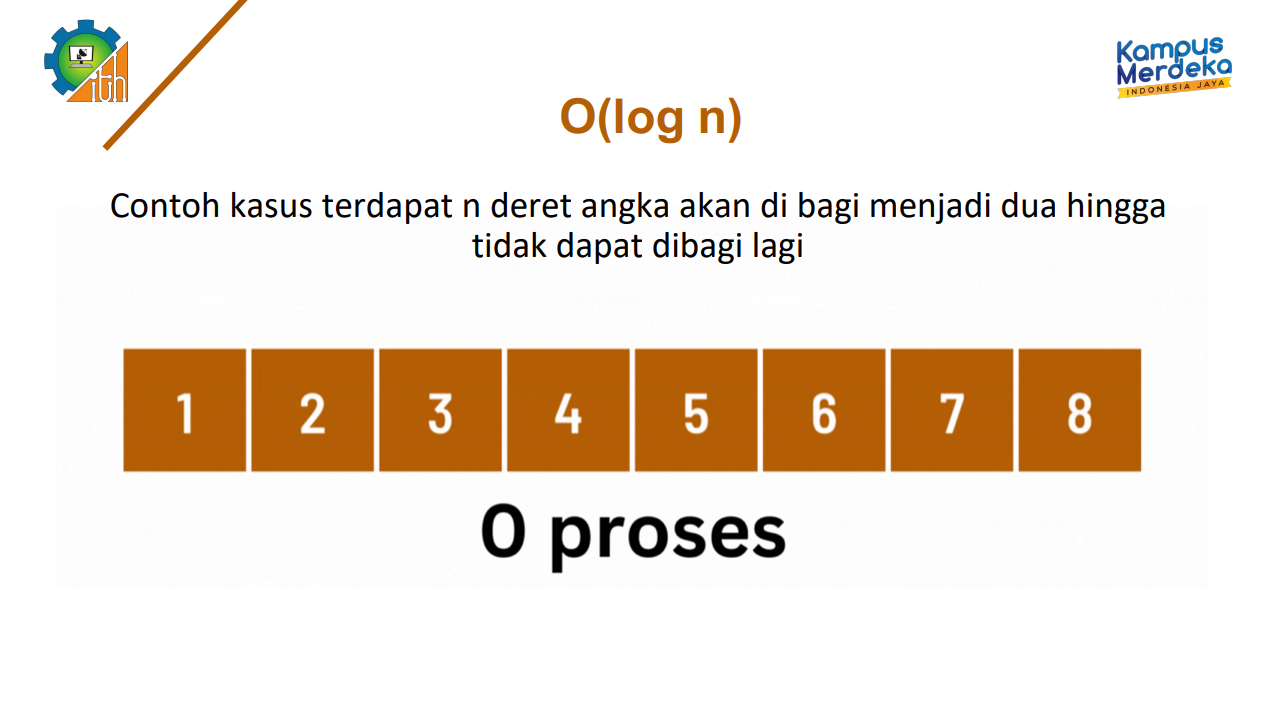 ith
Kampus
Merdeka
INDONESIA JAYA
O(log n)
Contoh kasus terdapat n deret angka akan di bagi menjadi dua hingga
tidak dapat dibagi lagi
1 2 3 4 5 6 7 8
0 proses